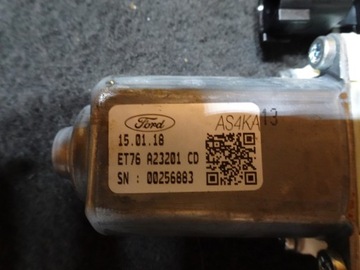 Ford
AS4KA13
15.01.18
ET76 A23201 CD
SN : 00256883